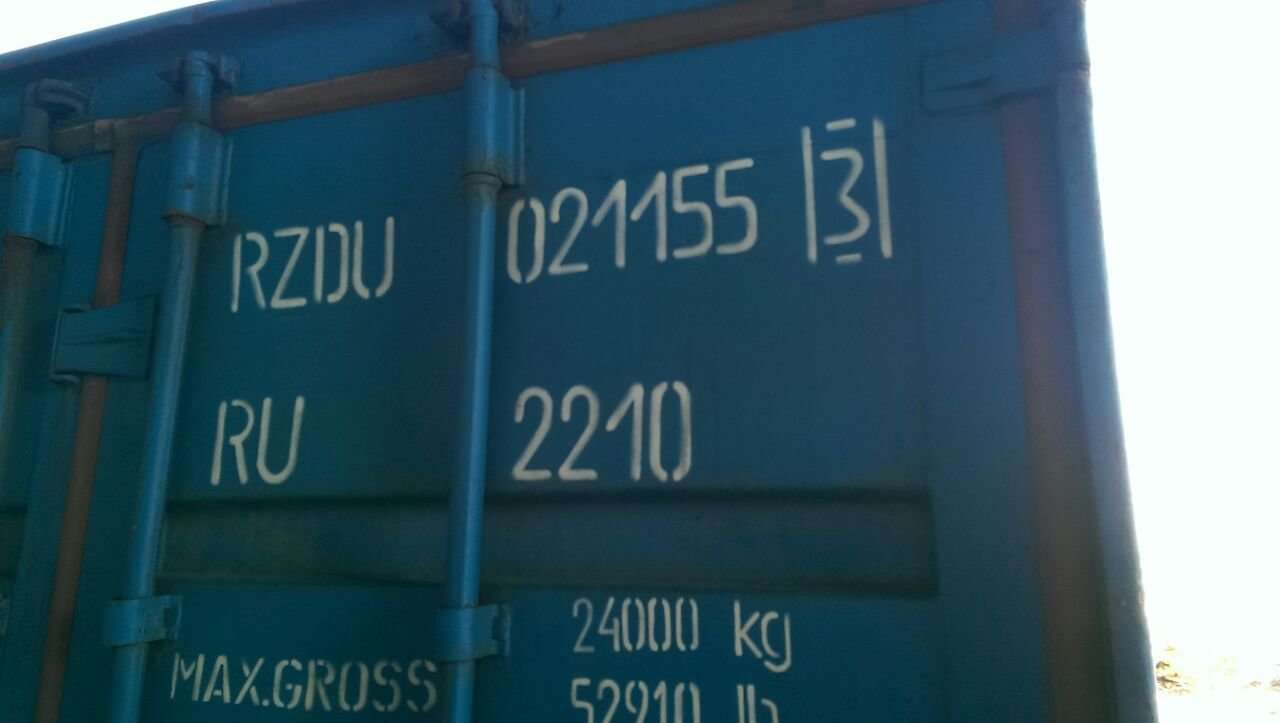 RZDU 021155 3
RU 2210
MAX.GROSS 24000 kg
52910 lb